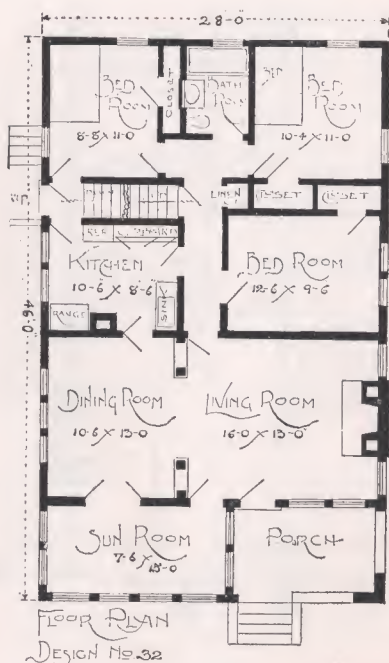 28-0
BED ROOM
8-8 X 11-0
CLOSET
BATH ROOM
BED
BED ROOM
10-4 X 11-0
LINEN
CLOSET
CLOSET
REF
CUPBOARD
KITCHEN
10-6 X 8-6
SINK
RANGE
BED ROOM
12-6 X 9-6
46-0
DINING ROOM
10-6 X 13-0
LIVING ROOM
16-0 X 13-0
SUN ROOM
7-6 X 15-0
PORCH
FLOOR PLAN
DESIGN No 32